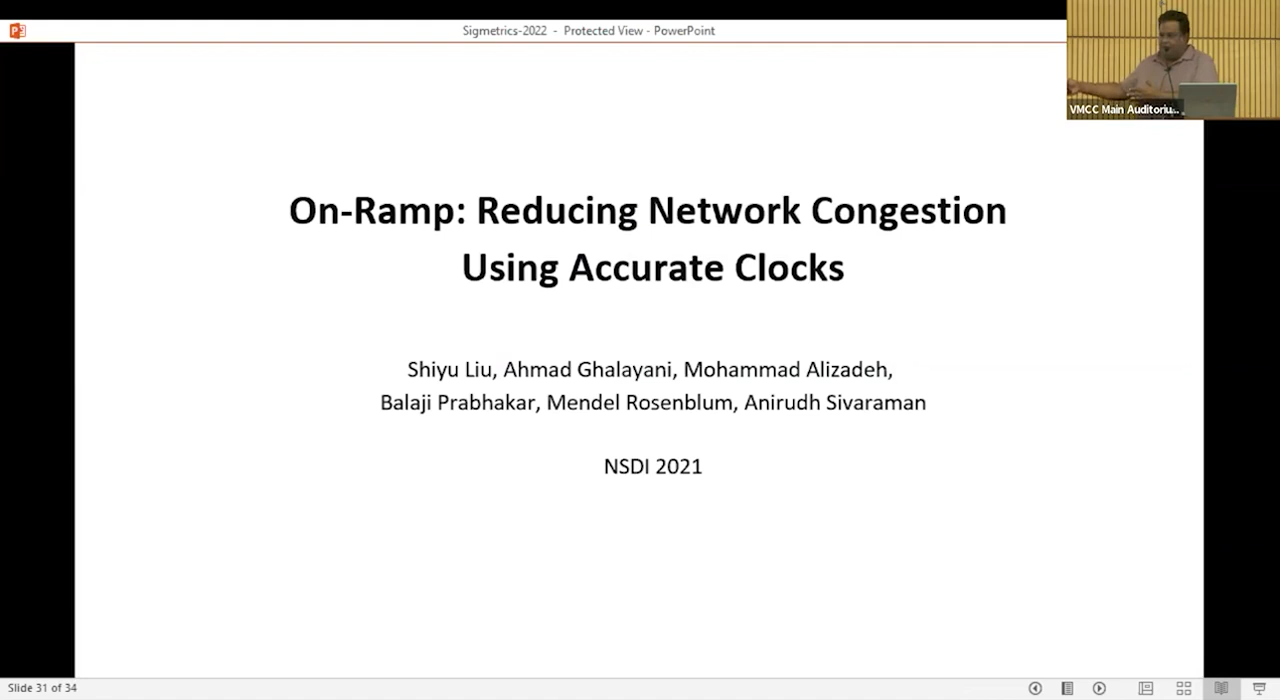 Sigmetrics-2022 - Protected View - PowerPoint
VMCC Main Auditoriu...
On-Ramp: Reducing Network Congestion
Using Accurate Clocks
Shiyu Liu, Ahmad Ghalayani, Mohammad Alizadeh,
Balaji Prabhakar, Mendel Rosenblum, Anirudh Sivaraman
NSDI 2021
Slide 31 of 34